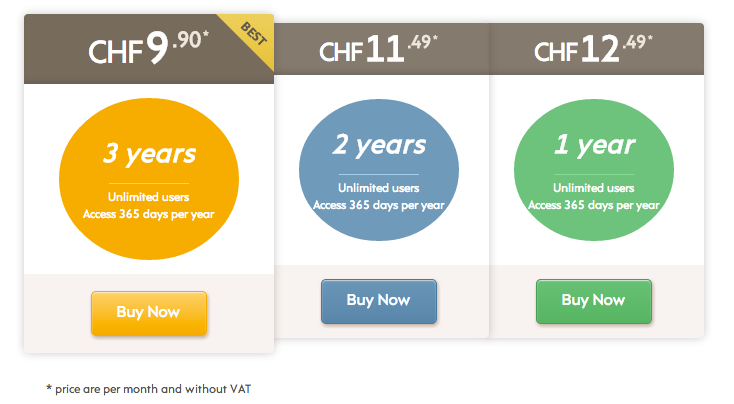 CHF9.90*
BEST
3 years
Unlimited users
Access 365 days per year
Buy Now
CHF11.49*
2 years
Unlimited users
Access 365 days per year
Buy Now
CHF12.49*
1 year
Unlimited users
Access 365 days per year
Buy Now
* price are per month and without VAT